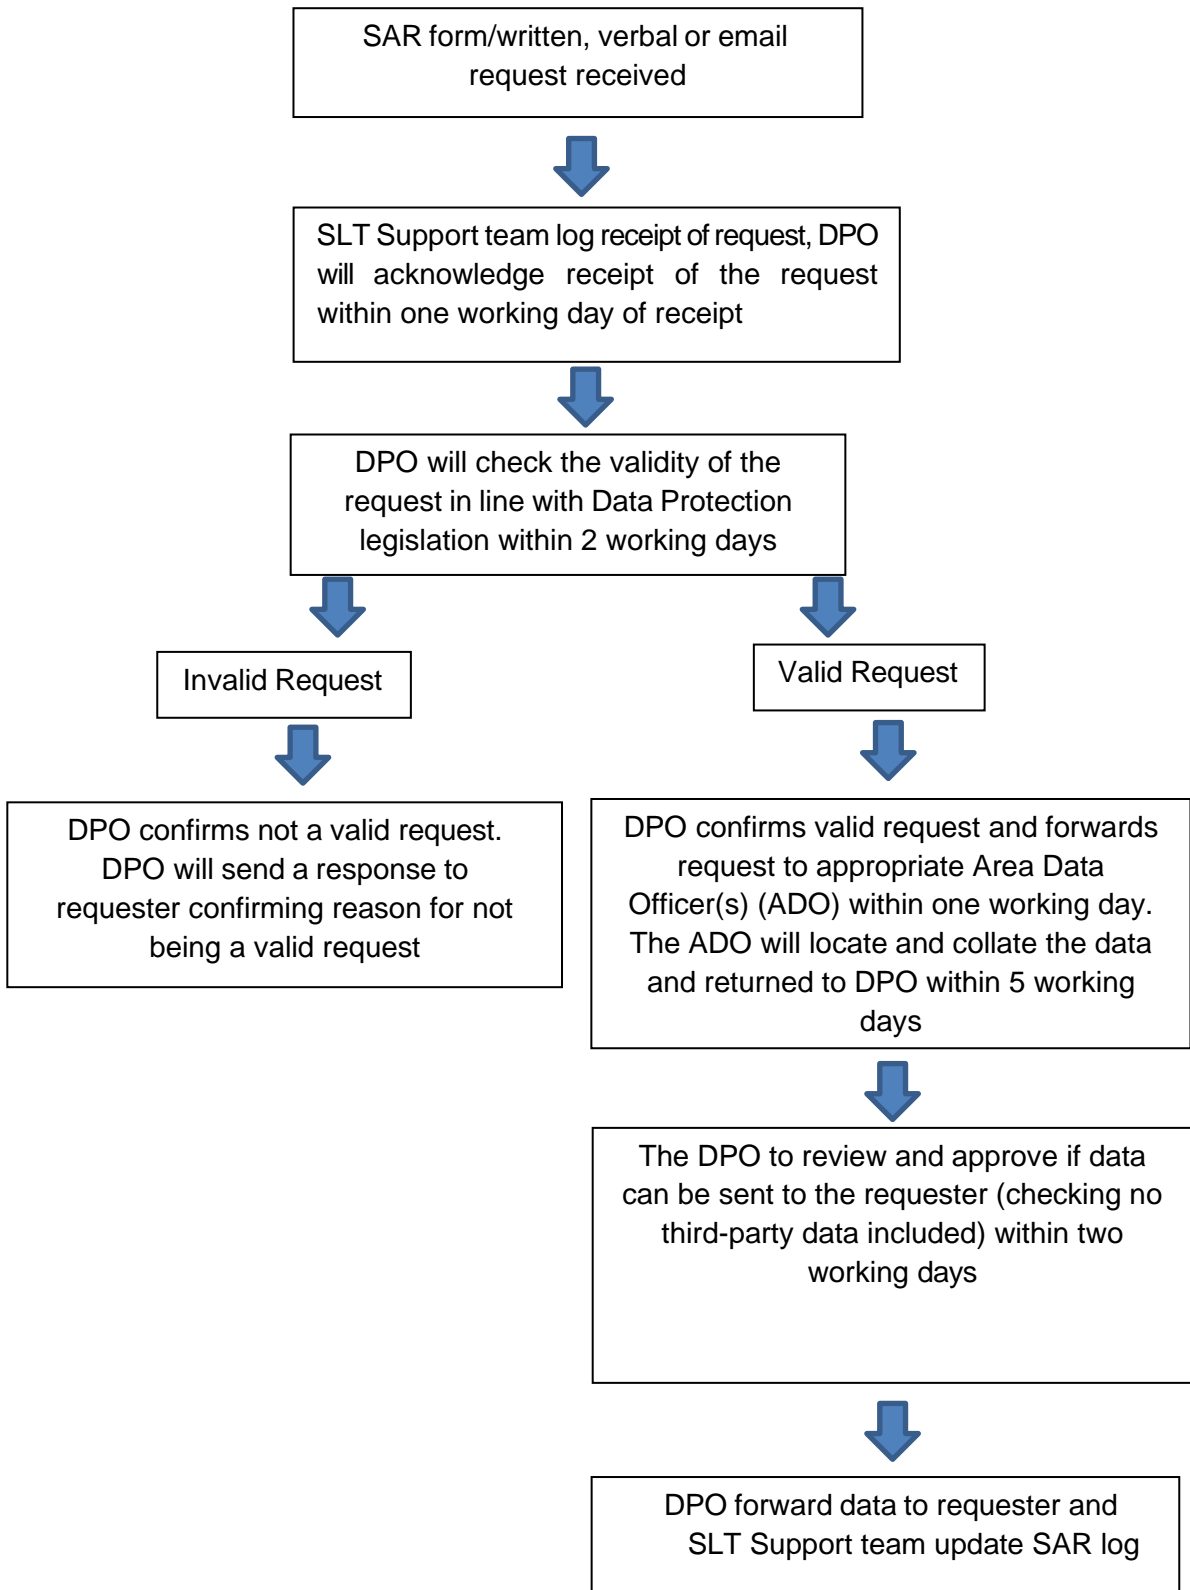 SAR form/written, verbal or email
request received
SLT Support team log receipt of request, DPO
will acknowledge receipt of the request
within one working day of receipt
DPO will check the validity of the
request in line with Data Protection
legislation within 2 working days
Invalid Request
Valid Request
DPO confirms not a valid request.
DPO will send a response to
requester confirming reason for not
being a valid request
DPO confirms valid request and forwards
request to appropriate Area Data
Officer(s) (ADO) within one working day.
The ADO will locate and collate the data
and returned to DPO within 5 working
days
The DPO to review and approve if data
can be sent to the requester (checking no
third-party data included) within two
working days
DPO forward data to requester and
SLT Support team update SAR log